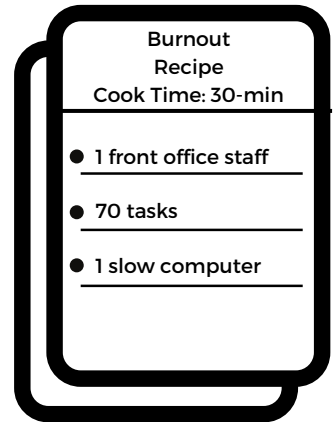 Burnout
Recipe
Cook Time: 30-min
1 front office staff
70 tasks
1 slow computer